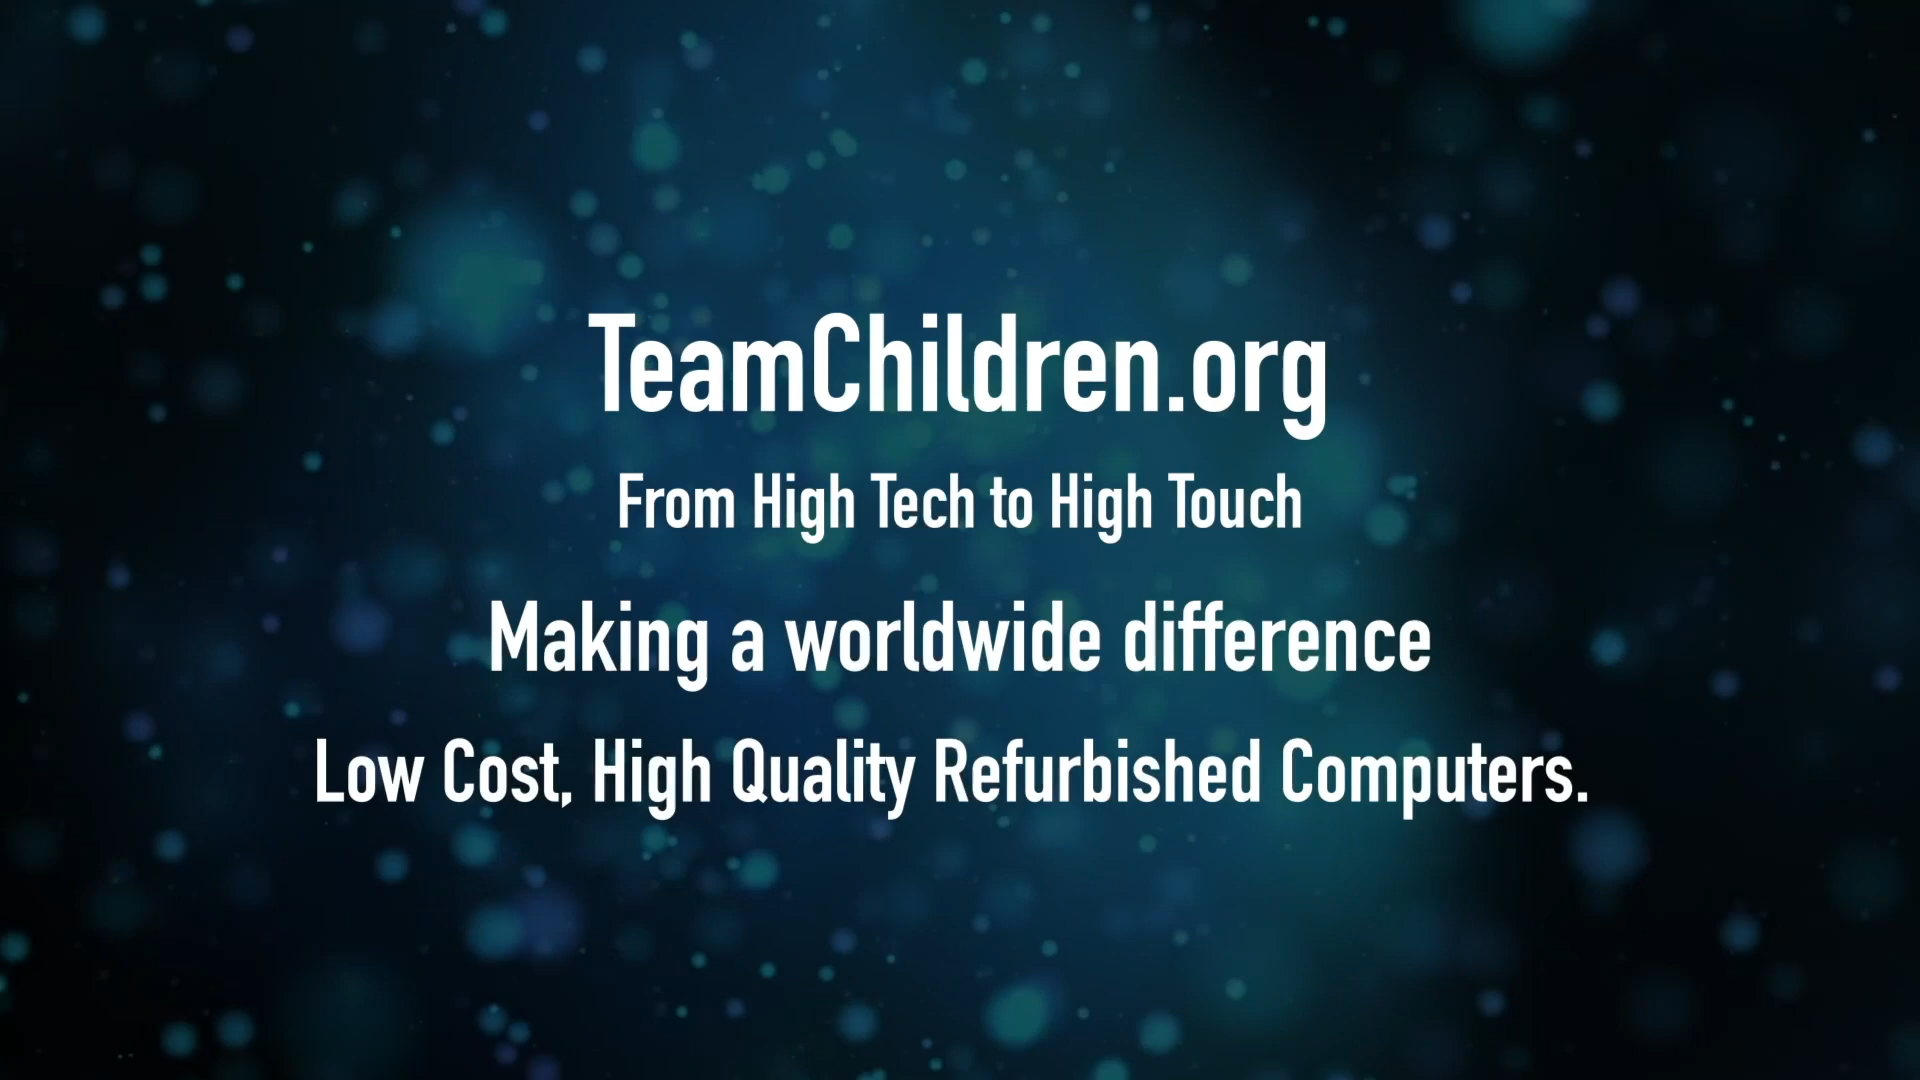 TeamChildren.org
From High Tech to High Touch
Making a worldwide difference
Low Cost, High Quality Refurbished Computers.